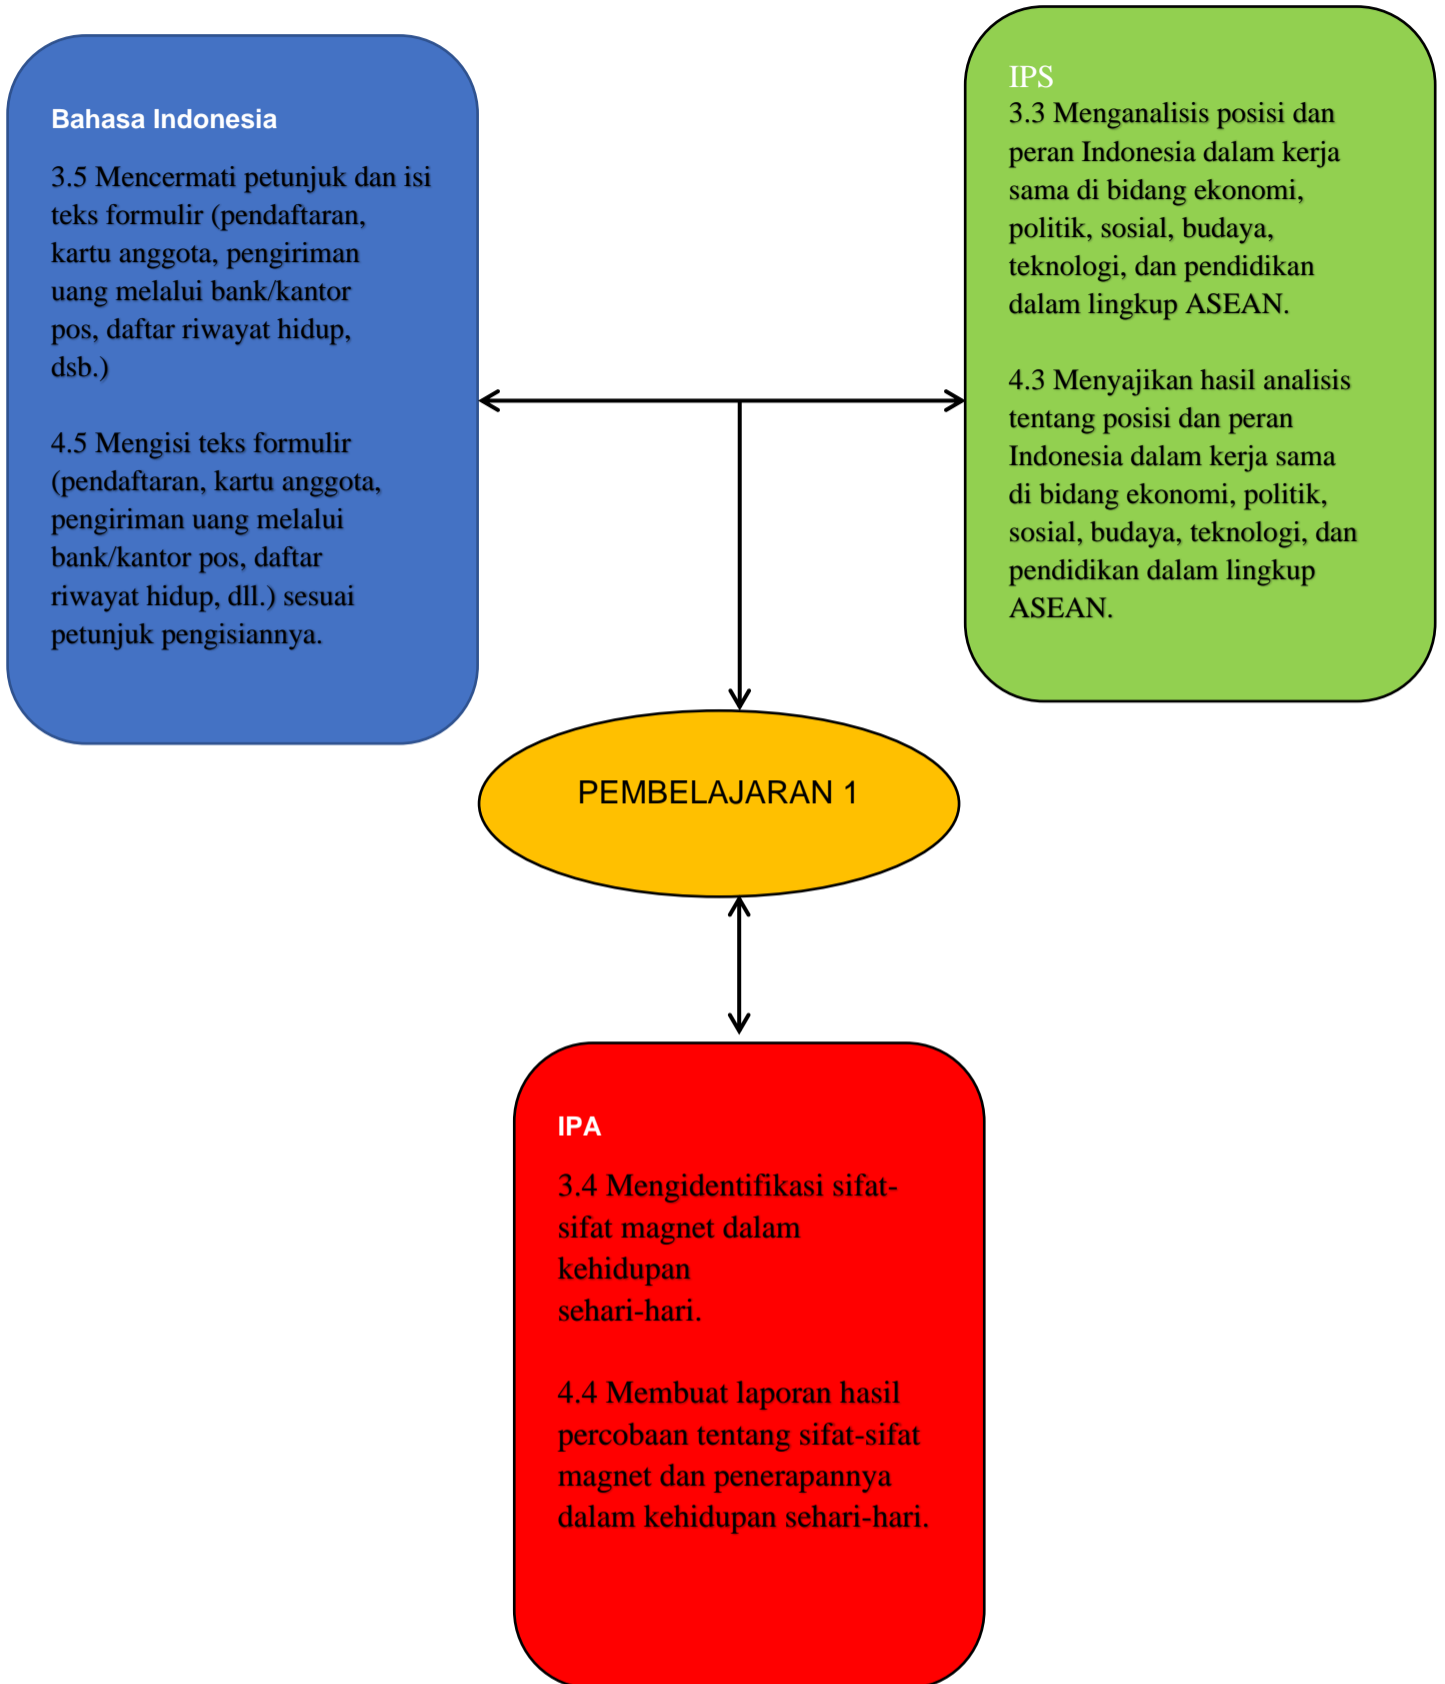 Bahasa Indonesia
3.5 Mencermati petunjuk dan isi
teks formulir (pendaftaran,
kartu anggota, pengiriman
uang melalui bank/kantor
pos, daftar riwayat hidup,
dsb.)
4.5 Mengisi teks formulir
(pendaftaran, kartu anggota,
pengiriman uang melalui
bank/kantor pos, daftar
riwayat hidup, dll.) sesuai
petunjuk pengisiannya.
IPS
3.3 Menganalisis posisi dan
peran Indonesia dalam kerja
sama di bidang ekonomi,
politik, sosial, budaya,
teknologi, dan pendidikan
dalam lingkup ASEAN.
4.3 Menyajikan hasil analisis
tentang posisi dan peran
Indonesia dalam kerja sama
di bidang ekonomi, politik,
sosial, budaya, teknologi, dan
pendidikan dalam lingkup
ASEAN.
PEMBELAJARAN 1
IPA
3.4 Mengidentifikasi sifat-
sifat magnet dalam
kehidupan
sehari-hari.
4.4 Membuat laporan hasil
percobaan tentang sifat-sifat
magnet dan penerapannya
dalam kehidupan sehari-hari.